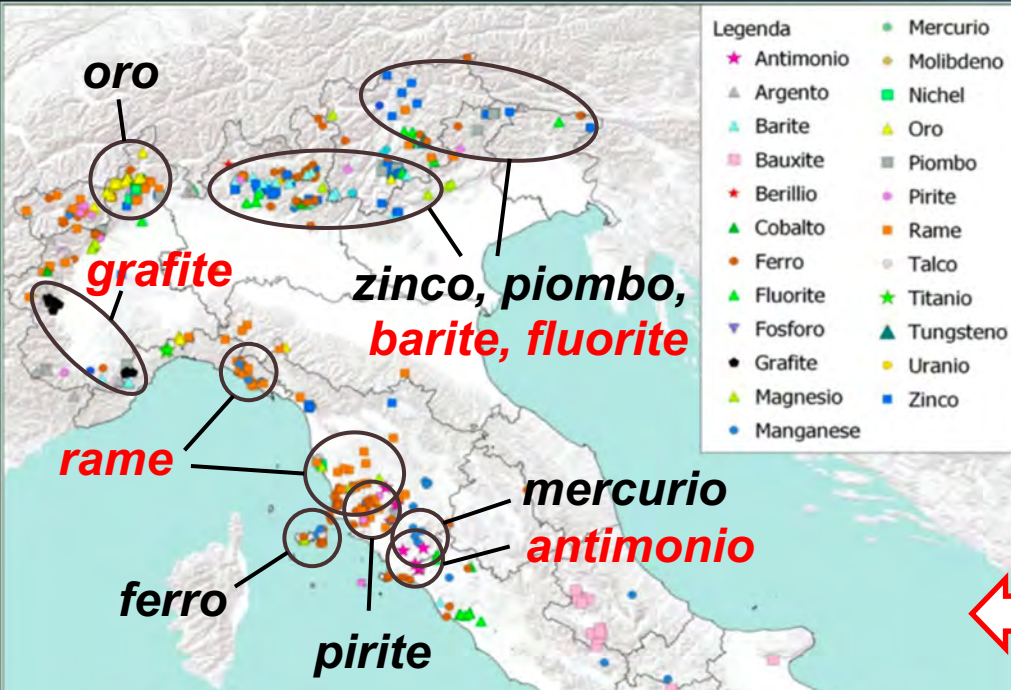 oro
grafite
zinco, piombo,
barite, fluorite
rame
mercurio
antimonio
ferro
pirite
Legenda
Antimonio
Argento
Barite
Bauxite
Berillio
Cobalto
Ferro
Fluorite
Fosforo
Grafite
Magnesio
Manganese
Mercurio
Molibdeno
Nichel
Oro
Piombo
Pirite
Rame
Talco
Titanio
Tungsteno
Uranio
Zinco